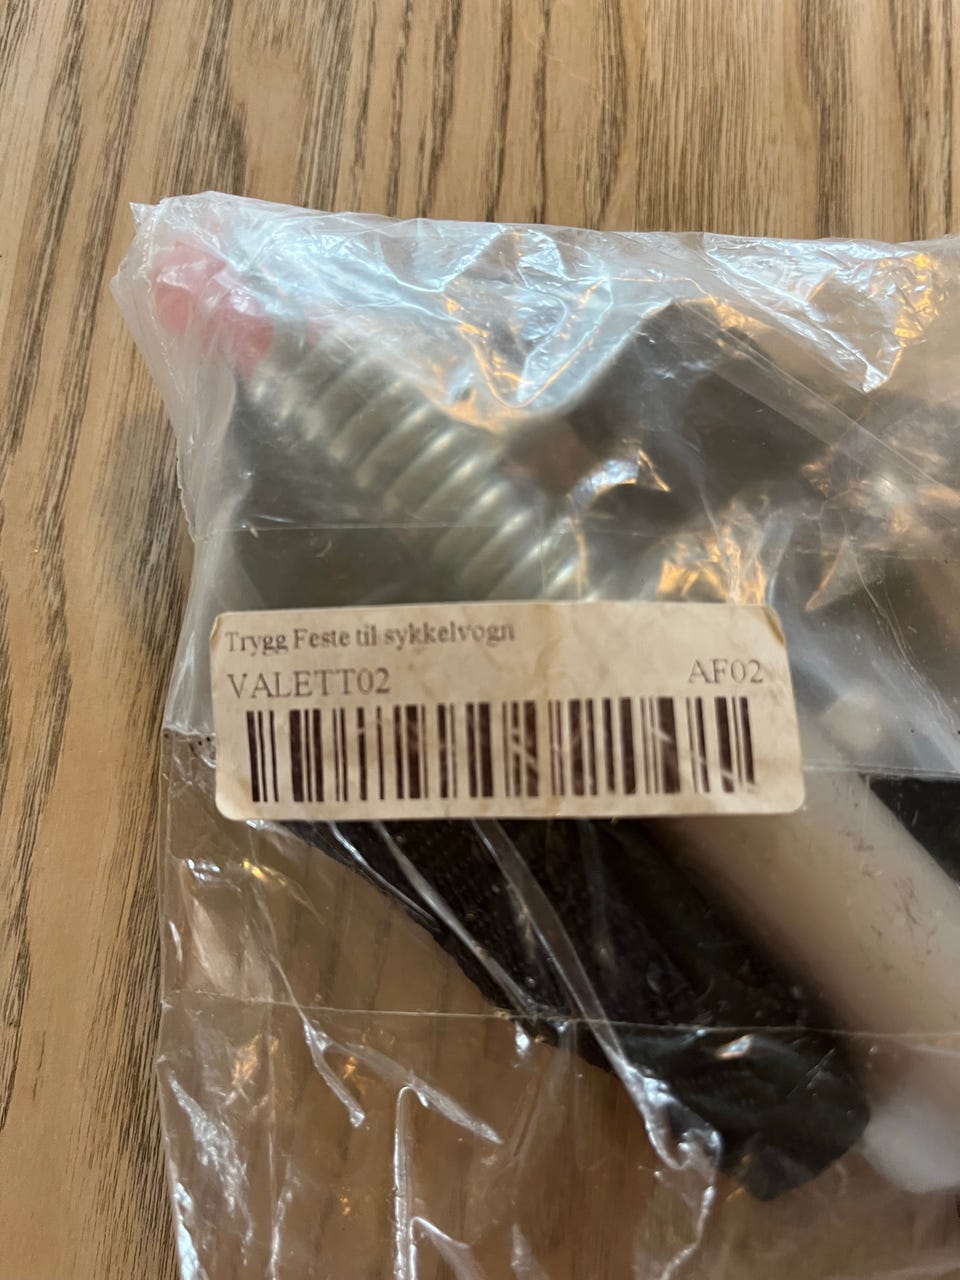 Trygg Feste til sykkelvogn
VALETT02 AF02